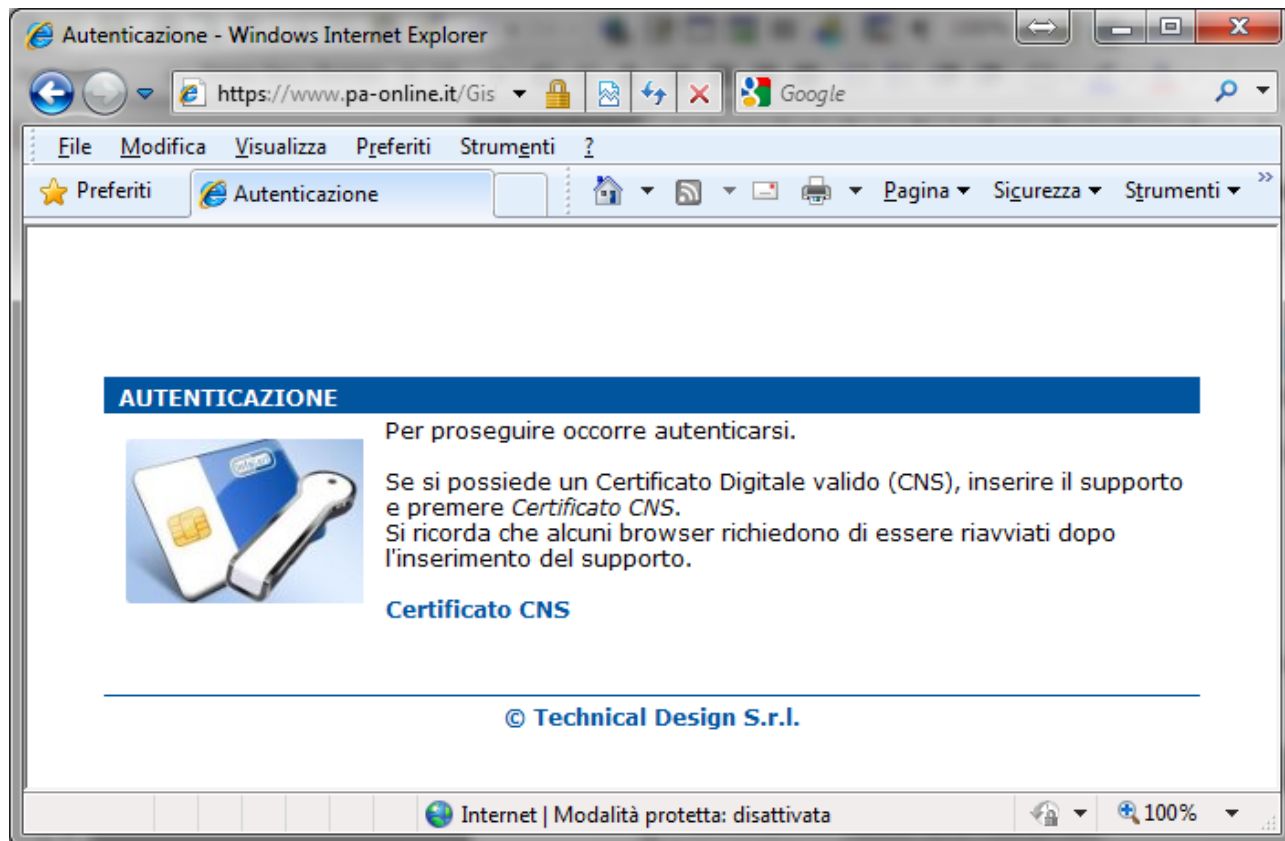 Autenticazione - Windows Internet Explorer
https://www.pa-online.it/Gis
Google
File Modifica Visualizza Preferiti Strumenti ?
Preferiti Autenticazione Pagina Sicurezza Strumenti
AUTENTICAZIONE
Per proseguire occorre autenticarsi.
Se si possiede un Certificato Digitale valido (CNS), inserire il supporto
e premere Certificato CNS.
Si ricorda che alcuni browser richiedono di essere riavviati dopo
l'inserimento del supporto.
Certificato CNS
© Technical Design S.r.l.
Internet | Modalità protetta: disattivata 100%